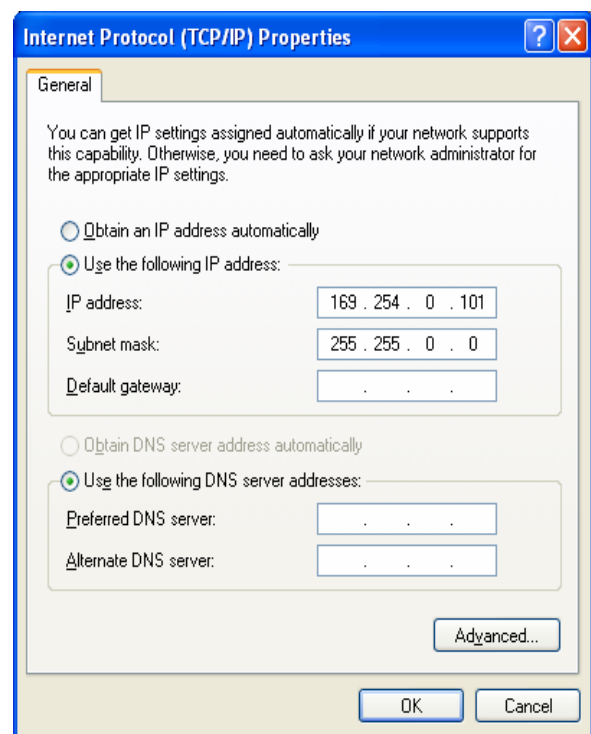 Internet Protocol (TCP/IP) Properties
General
You can get IP settings assigned automatically if your network supports
this capability. Otherwise, you need to ask your network administrator for
the appropriate IP settings.
Obtain an IP address automatically
Use the following IP address:
IP address: 169 . 254 . 0 . 101
Subnet mask: 255 . 255 . 0 . 0
Default gateway: . . .
Obtain DNS server address automatically
Use the following DNS server addresses:
Preferred DNS server: . . .
Alternate DNS server: . . .
Advanced...
OK Cancel